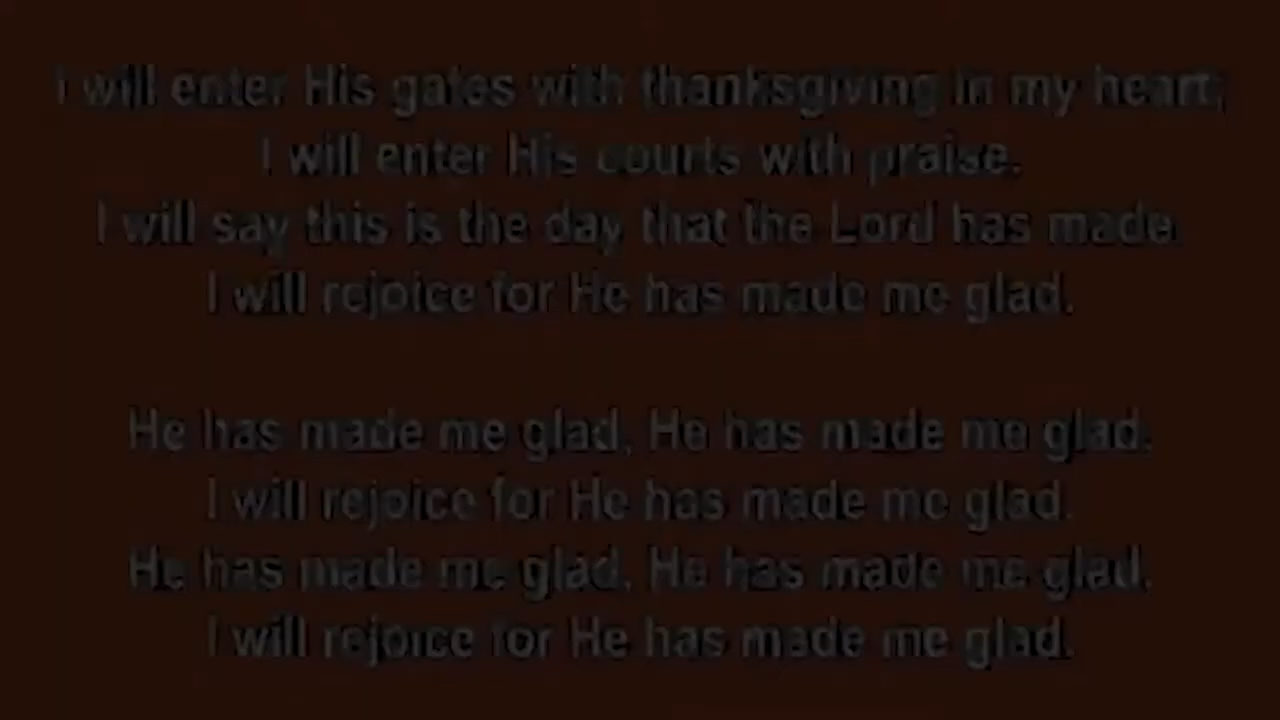 I will enter His gates with thanksgiving in my heart;
I will enter His courts with praise.
I will say this is the day that the Lord has made.
I will rejoice for He has made me glad.
He has made me glad, He has made me glad.
I will rejoice for He has made me glad.
He has made me glad, He has made me glad.
I will rejoice for He has made me glad.